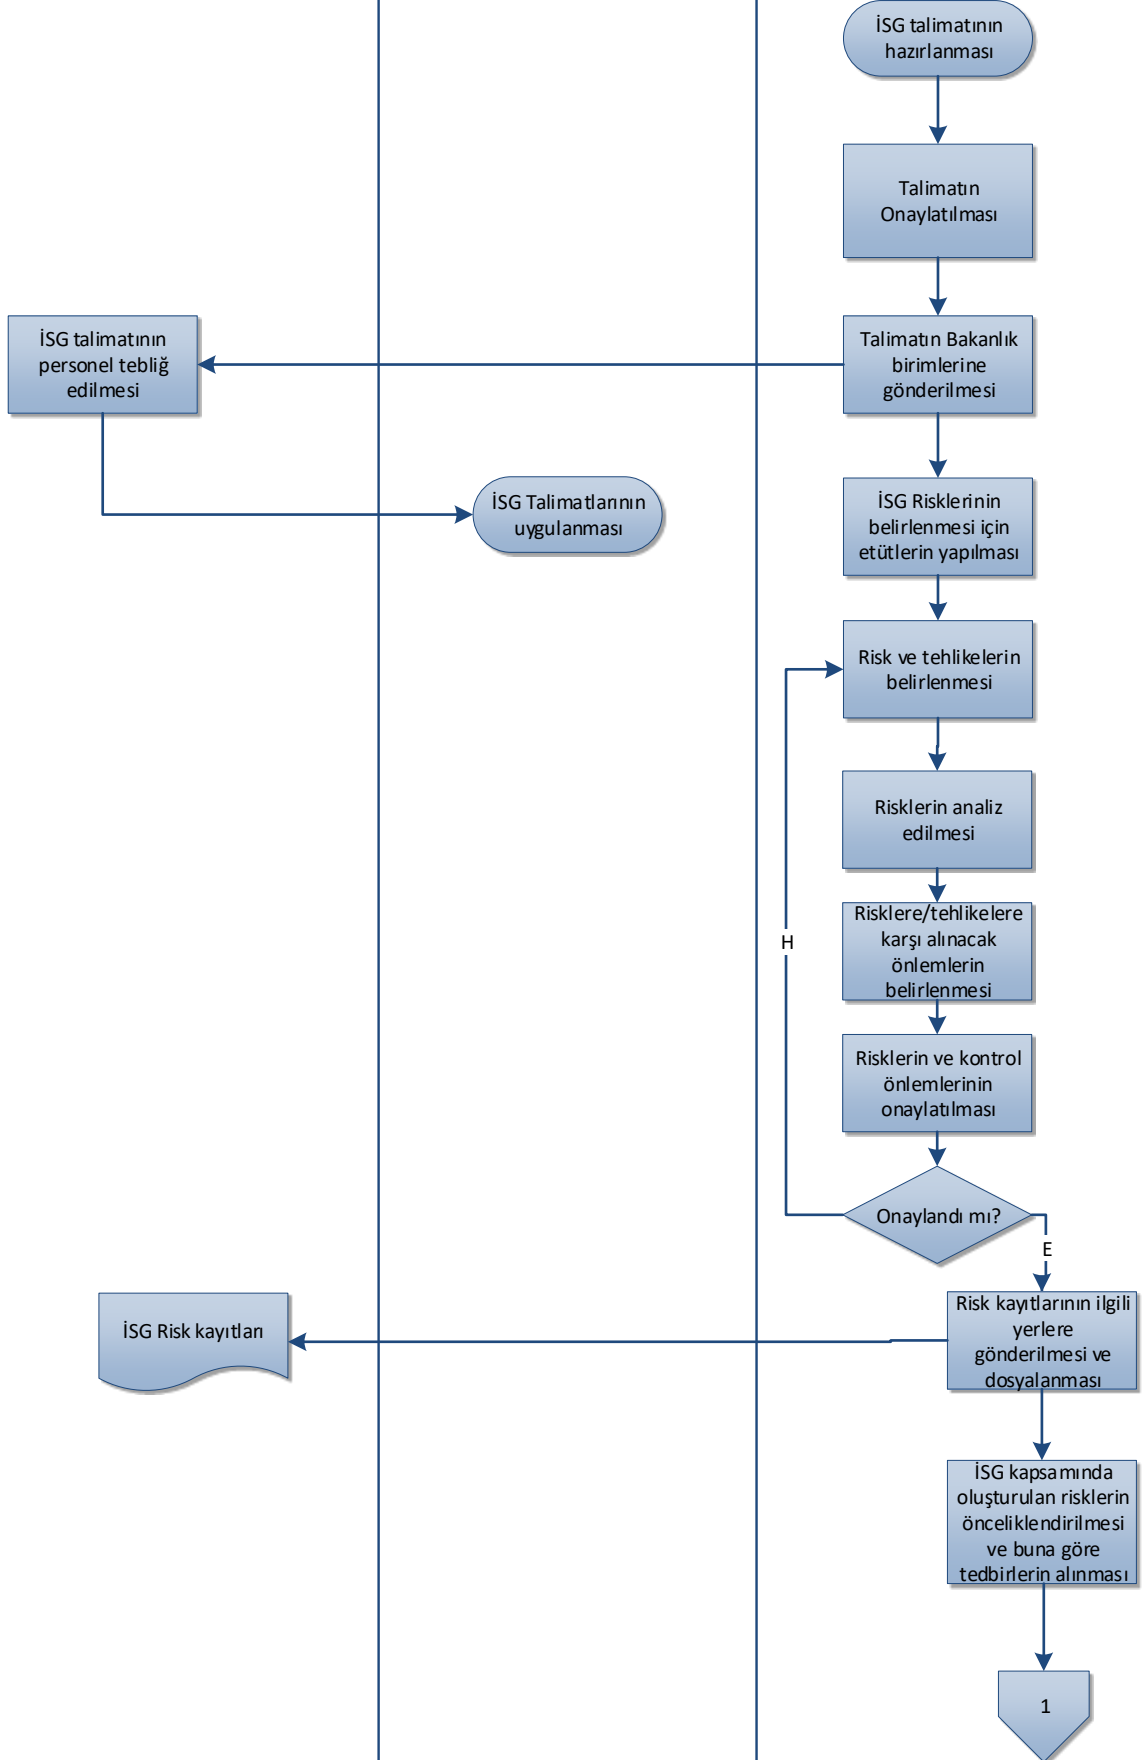 İSG talimatının
hazırlanması
Talimatın
Onaylatılması
İSG talimatının
personel tebliğ
edilmesi
Talimatın Bakanlık
birimlerine
gönderilmesi
İSG Talimatlarının
uygulanması
İSG Risklerinin
belirlenmesi için
etütlerin yapılması
Risk ve tehlikelerin
belirlenmesi
Risklerin analiz
edilmesi
Risklere/tehlikelere
karşı alınacak
önlemlerin
belirlenmesi
H
Risklerin ve kontrol
önlemlerinin
onaylatılması
Onaylandı mı?
E
İSG Risk kayıtları
Risk kayıtlarının ilgili
yerlere
gönderilmesi ve
dosyalanması
İSG kapsamında
oluşturulan risklerin
önceliklendirilmesi
ve buna göre
tedbirlerin alınması
1